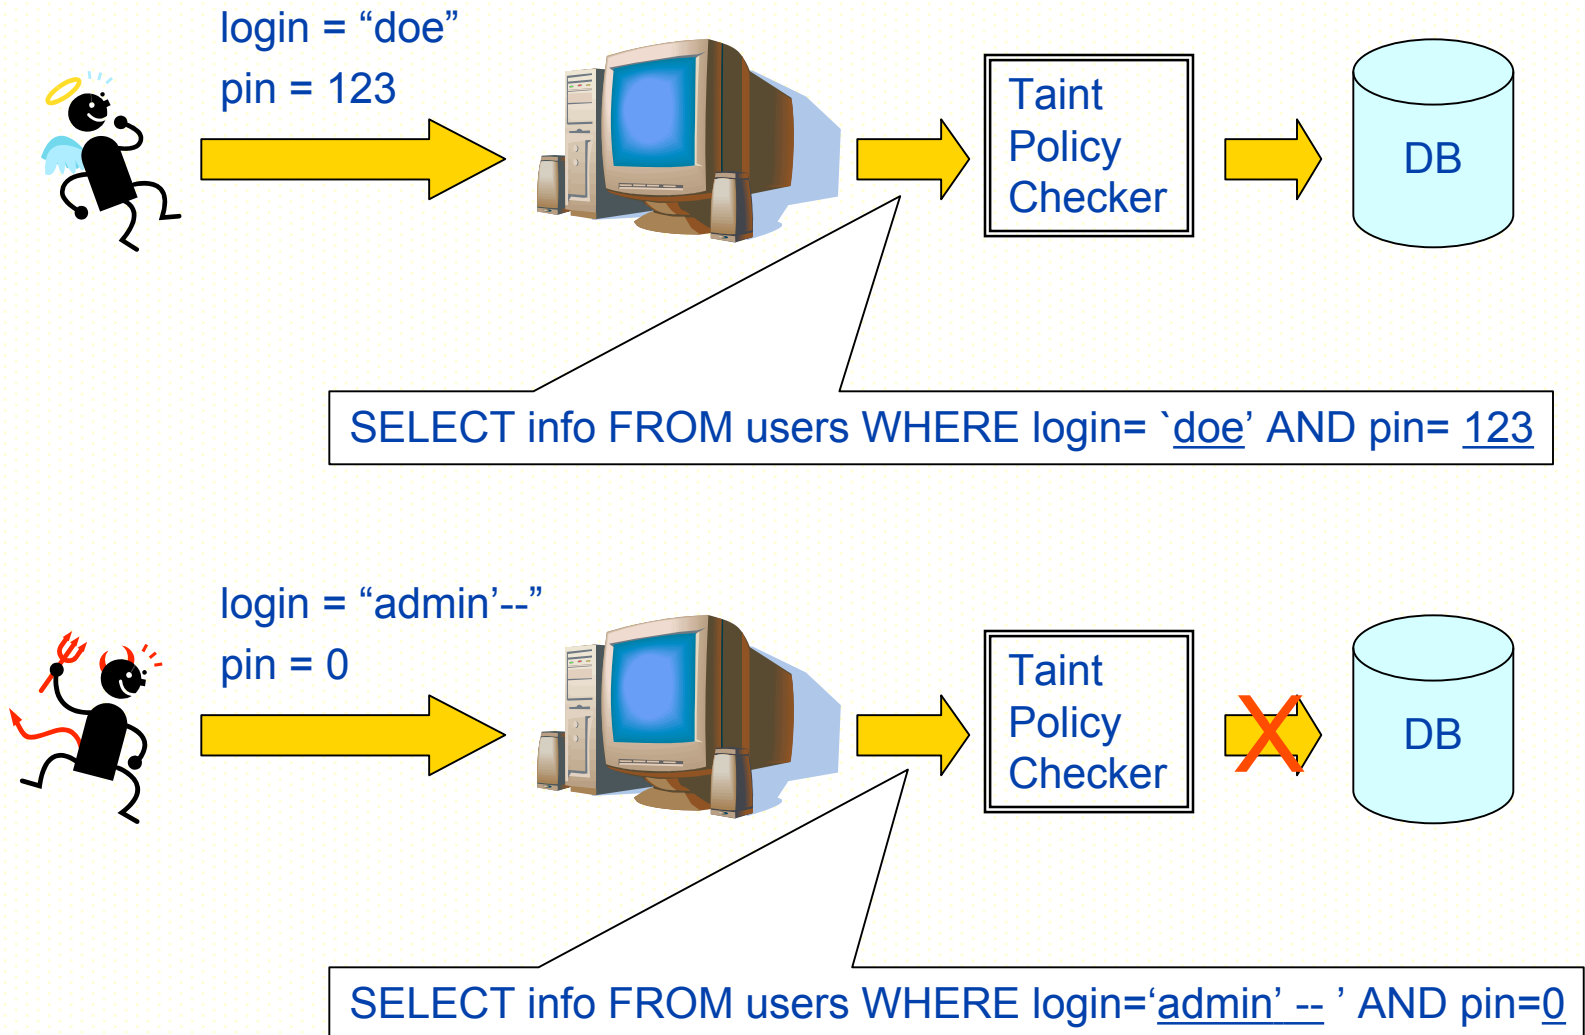 login = “doe”
pin = 123
Taint
Policy
Checker
DB
SELECT info FROM users WHERE login= `doe’ AND pin= 123
login = “admin’--”
pin = 0
Taint
Policy
Checker
X
DB
SELECT info FROM users WHERE login=‘admin’ -- ’ AND pin=0